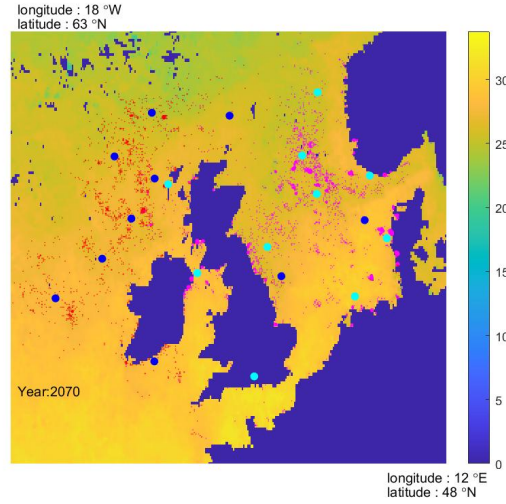 longitude : 18 °W
latitude : 63 °N
30
25
20
15
10
5
0
Year:2070
longitude : 12 °E
latitude : 48 °N